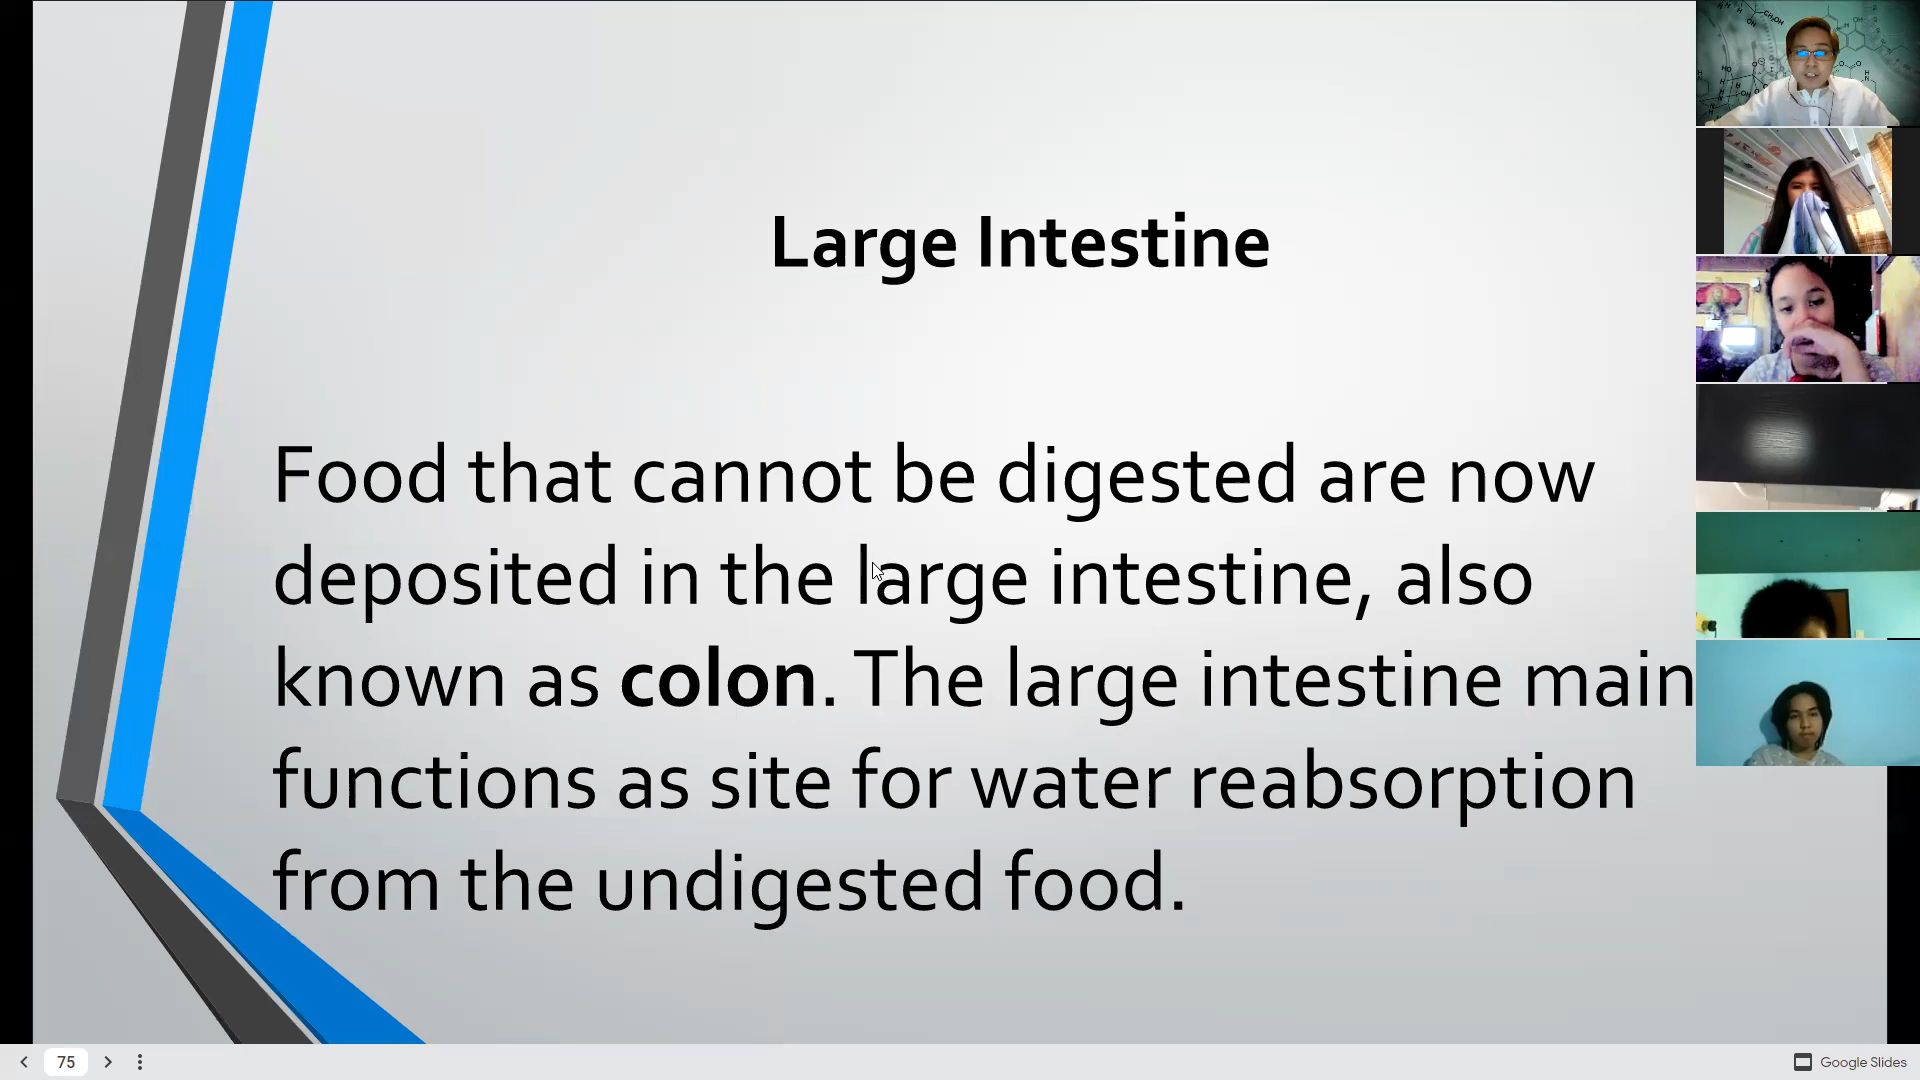 Large Intestine
Food that cannot be digested are now
deposited in the large intestine, also
known as colon. The large intestine main
functions as site for water reabsorption
from the undigested food.
75
Google Slides